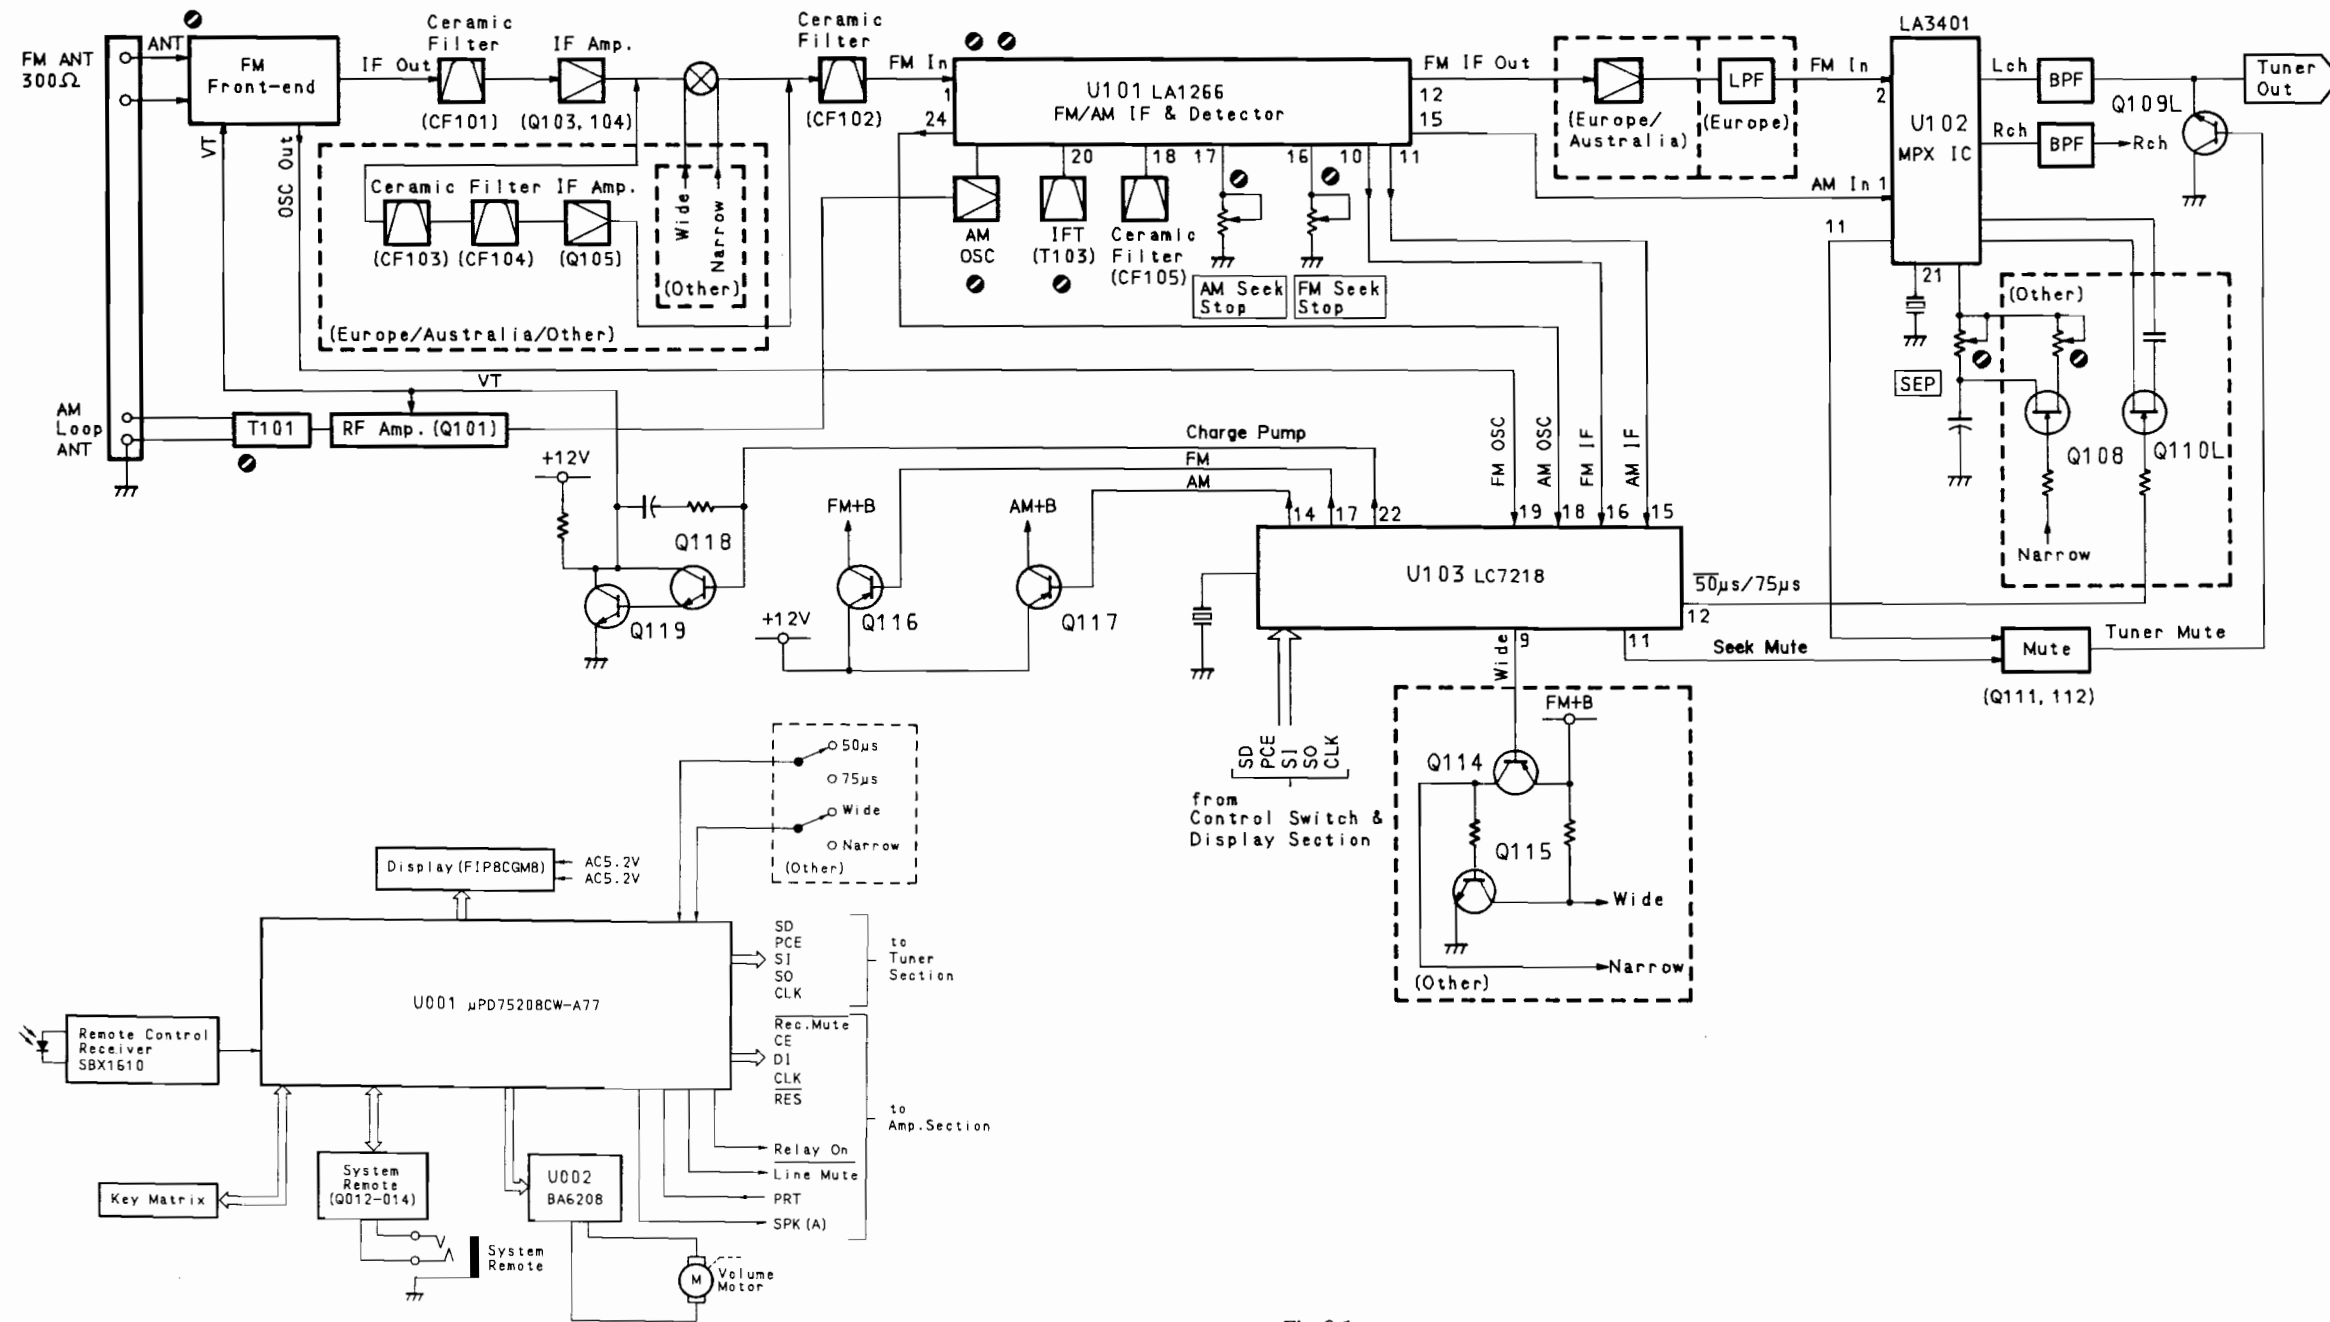 FM ANT
300Ω
ANT
FM
Front-end
IF Out
Ceramic
Filter
(CF101)
IF Amp.
(Q103, 104)
Ceramic
Filter
(CF102)
FM In
1
24
U101 LA1266
FM/AM IF & Detector
FM IF Out
12
15
(Europe/
Australia)
LPF
(Europe)
FM In
2
LA3401
U102
MPX IC
AM In 1
11
21
Lch
BPF
Rch
BPF
Rch
Q109L
Tuner
Out
VT
OSC Out
Ceramic Filter IF Amp.
(CF103)
(CF104)
(Q105)
Wide
Narrow
(Other)
(Europe/Australia/Other)
AM
OSC
20
IFT
(T103)
18
Ceramic
Filter
(CF105)
17
AM Seek
Stop
16
FM Seek
Stop
10
11
SEP
(Other)
Q108
Q110L
Narrow
VT
AM
Loop
ANT
T101
RF Amp. (Q101)
+12V
Q118
Q119
Charge Pump
FM
AM
FM+B
AM+B
Q116
Q117
+12V
FM OSC
AM OSC
FM IF
AM IF
14
17
22
19
18
16
15
U103 LC7218
50µs/75µs
12
9
11
Wide
Seek Mute
Mute
(Q111, 112)
Tuner Mute
SD
PCE
SI
SO
CLK
from
Control Switch &
Display Section
FM+B
Q114
Q115
Wide
Narrow
(Other)
50µs
75µs
Wide
Narrow
(Other)
Display (FIP8CGM8)
AC5.2V
AC5.2V
U001 µPD75208CW-A77
SD
PCE
SI
SO
CLK
to
Tuner
Section
Rec.Mute
CE
DI
CLK
RES
to
Amp.Section
Relay On
Line Mute
PRT
SPK (A)
Remote Control
Receiver
SBX1610
Key Matrix
System
Remote
(Q012-014)
System
Remote
U002
BA6208
M
Volume
Motor